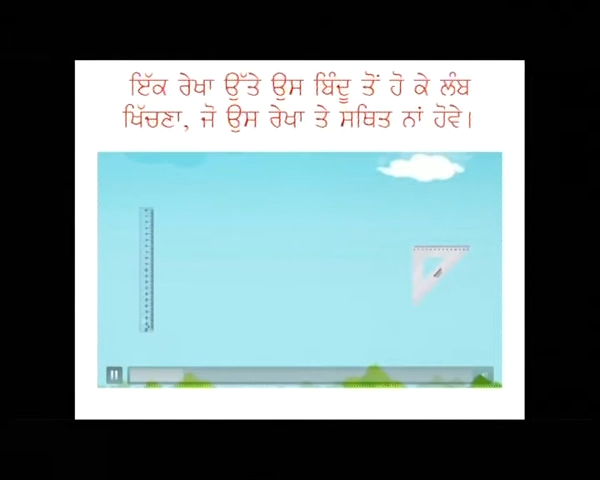 ਇੱਕ ਰੇਖਾ ਉੱਤੇ ਉਸ ਬਿੰਦੂ ਤੋਂ ਹੋ ਕੇ ਲੰਬ
ਖਿੱਚਣਾ, ਜੋ ਉਸ ਰੇਖਾ ਤੇ ਸਥਿਤ ਨਾਂ ਹੋਵੇ।